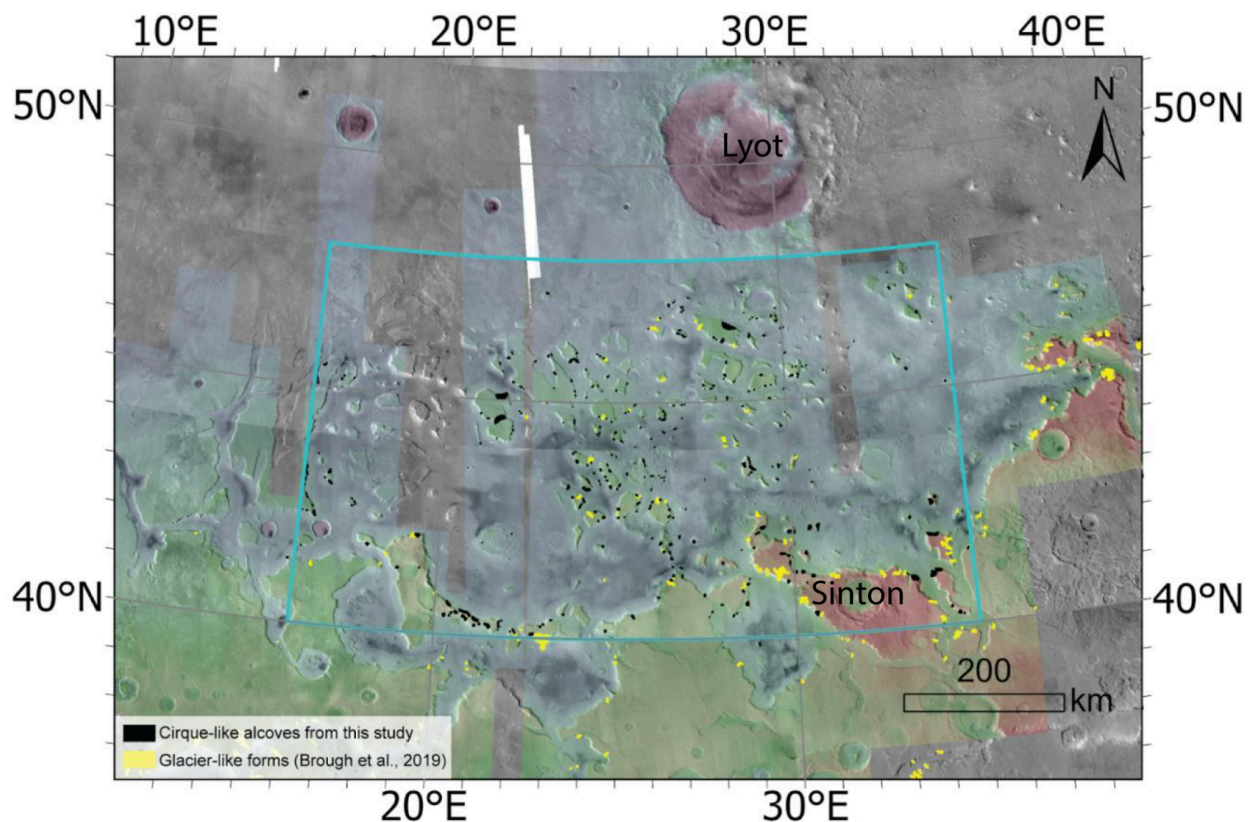 10°E 20°E 30°E 40°E
50°N 50°N
N
Lyot
40°N 40°N
Sinton
200
km
Cirque-like alcoves from this study
Glacier-like forms (Brough et al., 2019)
20°E 30°E